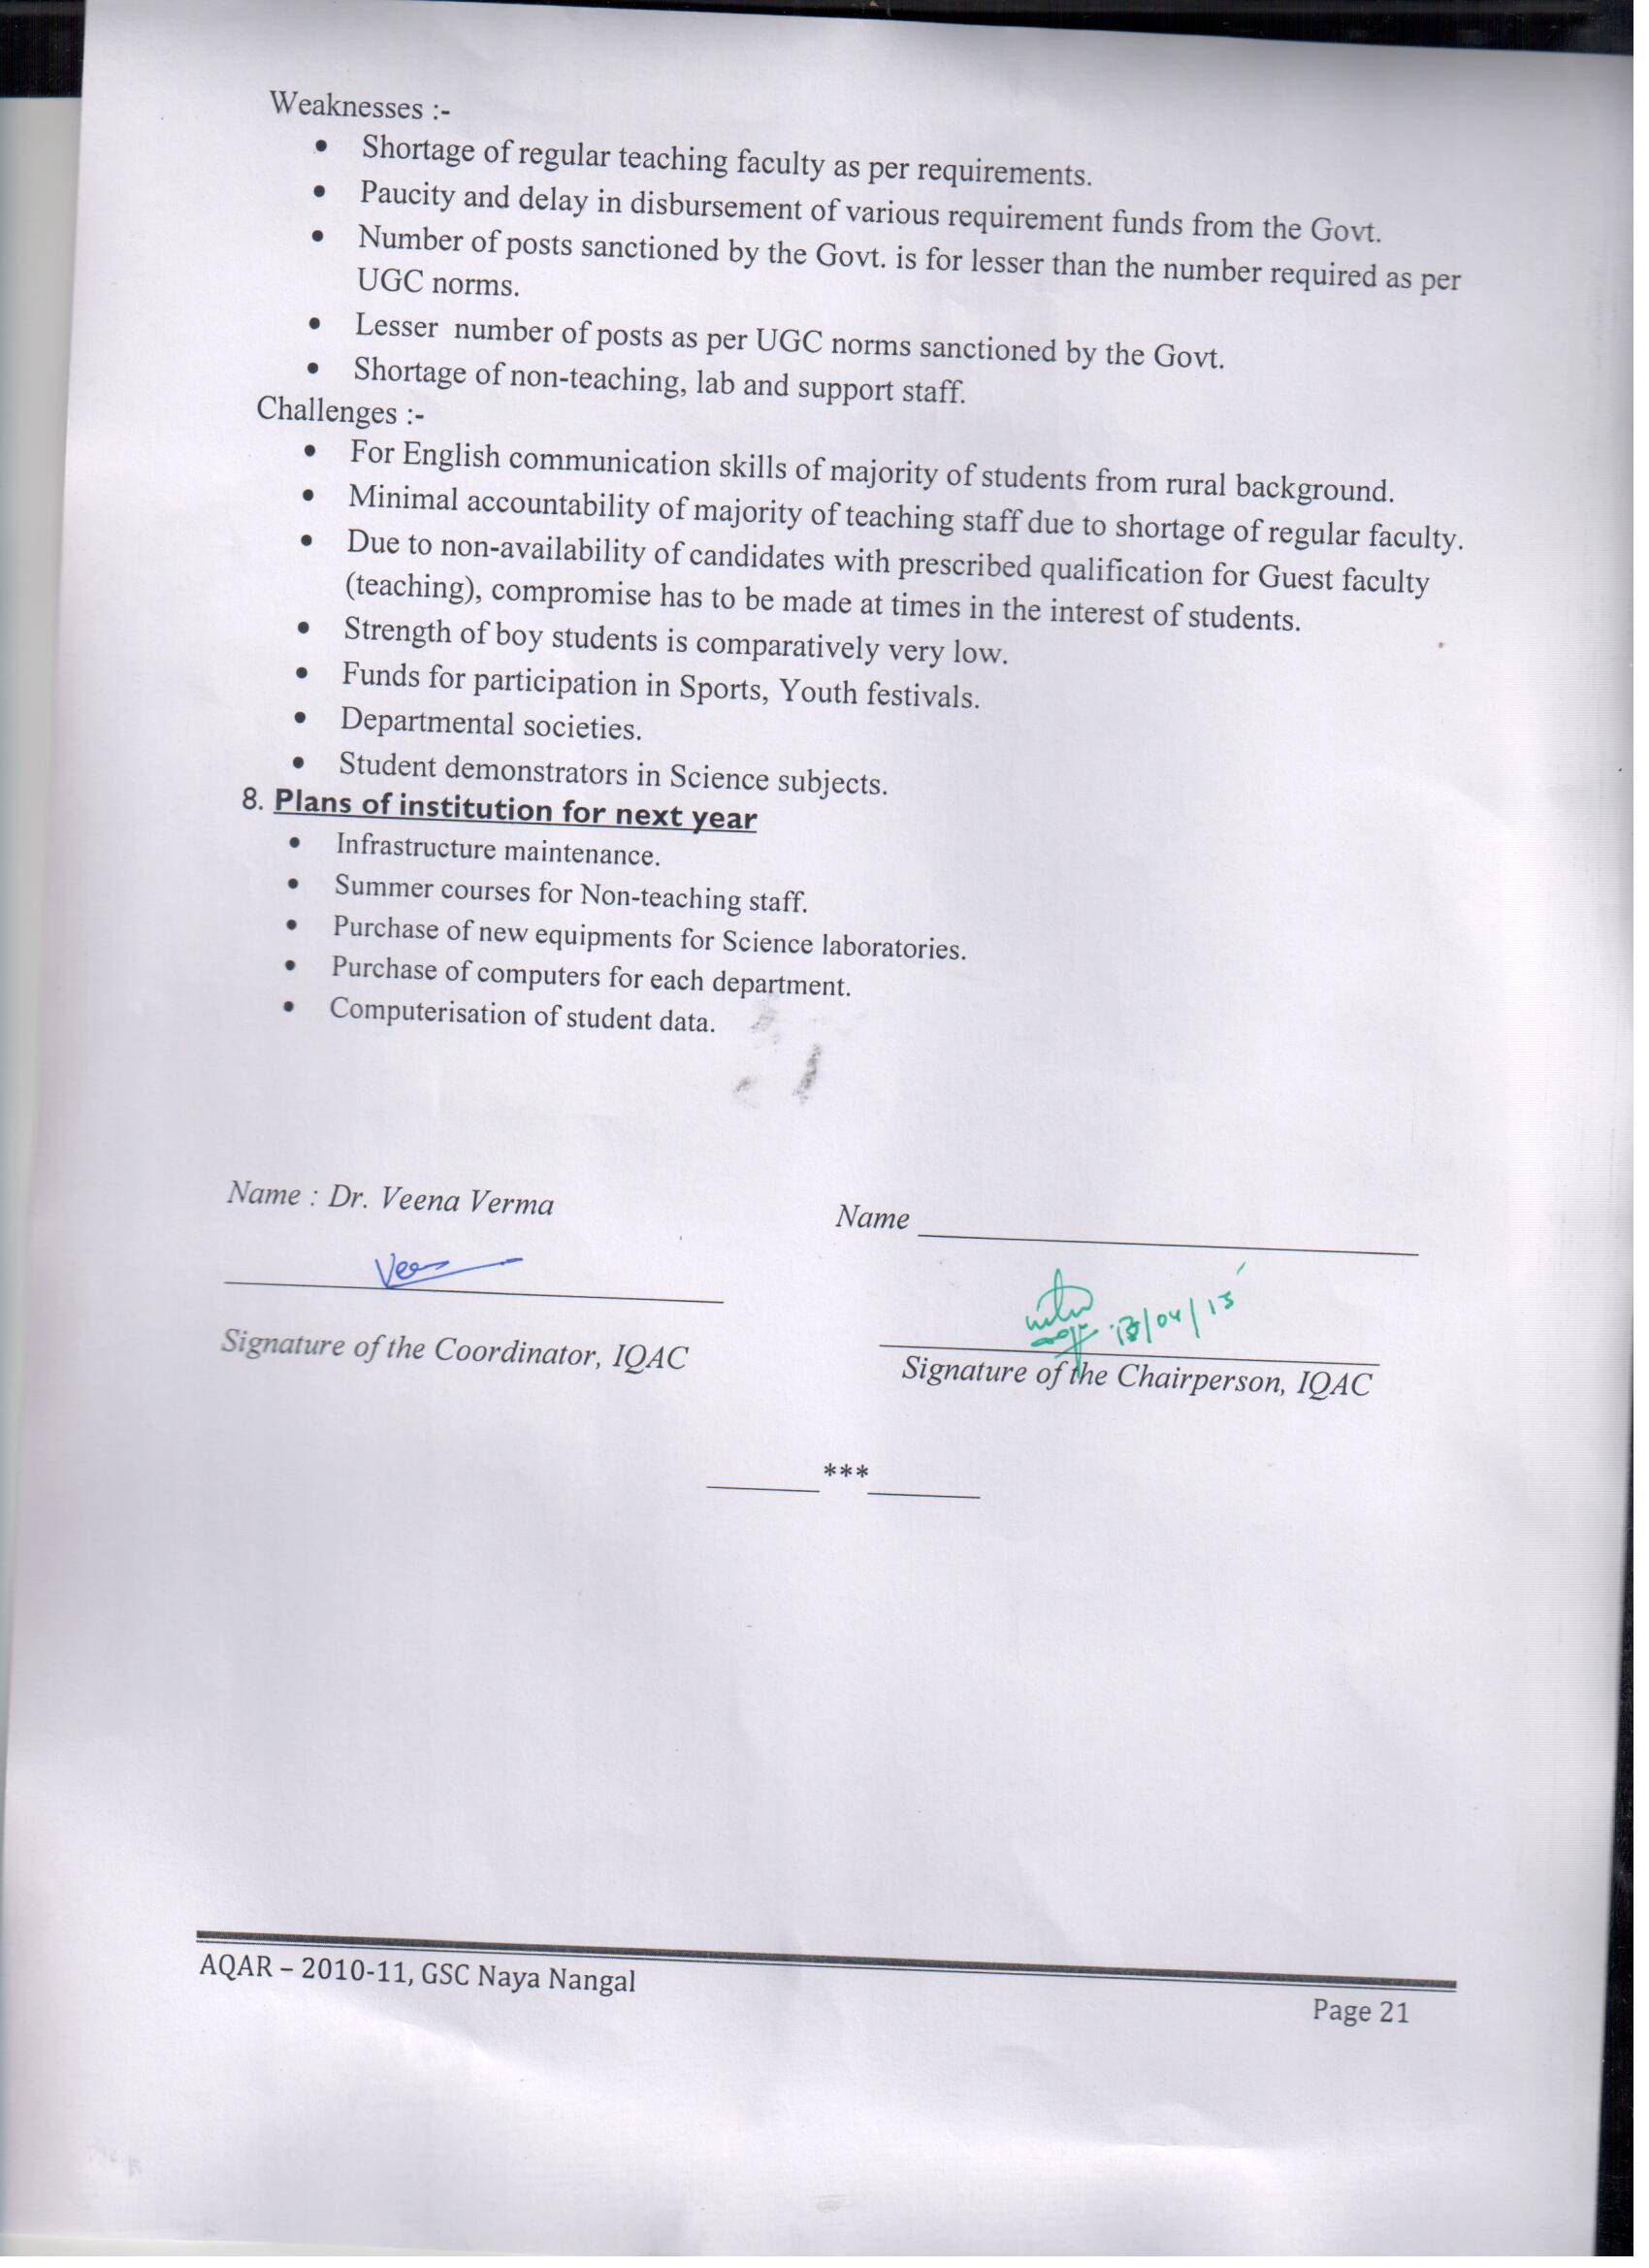 Weaknesses :-
• Shortage of regular teaching faculty as per requirements.
• Paucity and delay in disbursement of various requirement funds from the Govt.
• Number of posts sanctioned by the Govt. is for lesser than the number required as per
UGC norms.
• Lesser number of posts as per UGC norms sanctioned by the Govt.
• Shortage of non-teaching, lab and support staff.
Challenges :-
• For English communication skills of majority of students from rural background.
• Minimal accountability of majority of teaching staff due to shortage of regular faculty.
• Due to non-availability of candidates with prescribed qualification for Guest faculty
(teaching), compromise has to be made at times in the interest of students.
• Strength of boy students is comparatively very low.
• Funds for participation in Sports, Youth festivals.
• Departmental societies.
• Student demonstrators in Science subjects.
8. Plans of institution for next year
• Infrastructure maintenance.
• Summer courses for Non-teaching staff.
• Purchase of new equipments for Science laboratories.
• Purchase of computers for each department.
• Computerisation of student data.
Name : Dr. Veena Verma
Name
Signature of the Coordinator, IQAC
Signature of the Chairperson, IQAC
***
AQAR – 2010-11, GSC Naya Nangal
Page 21